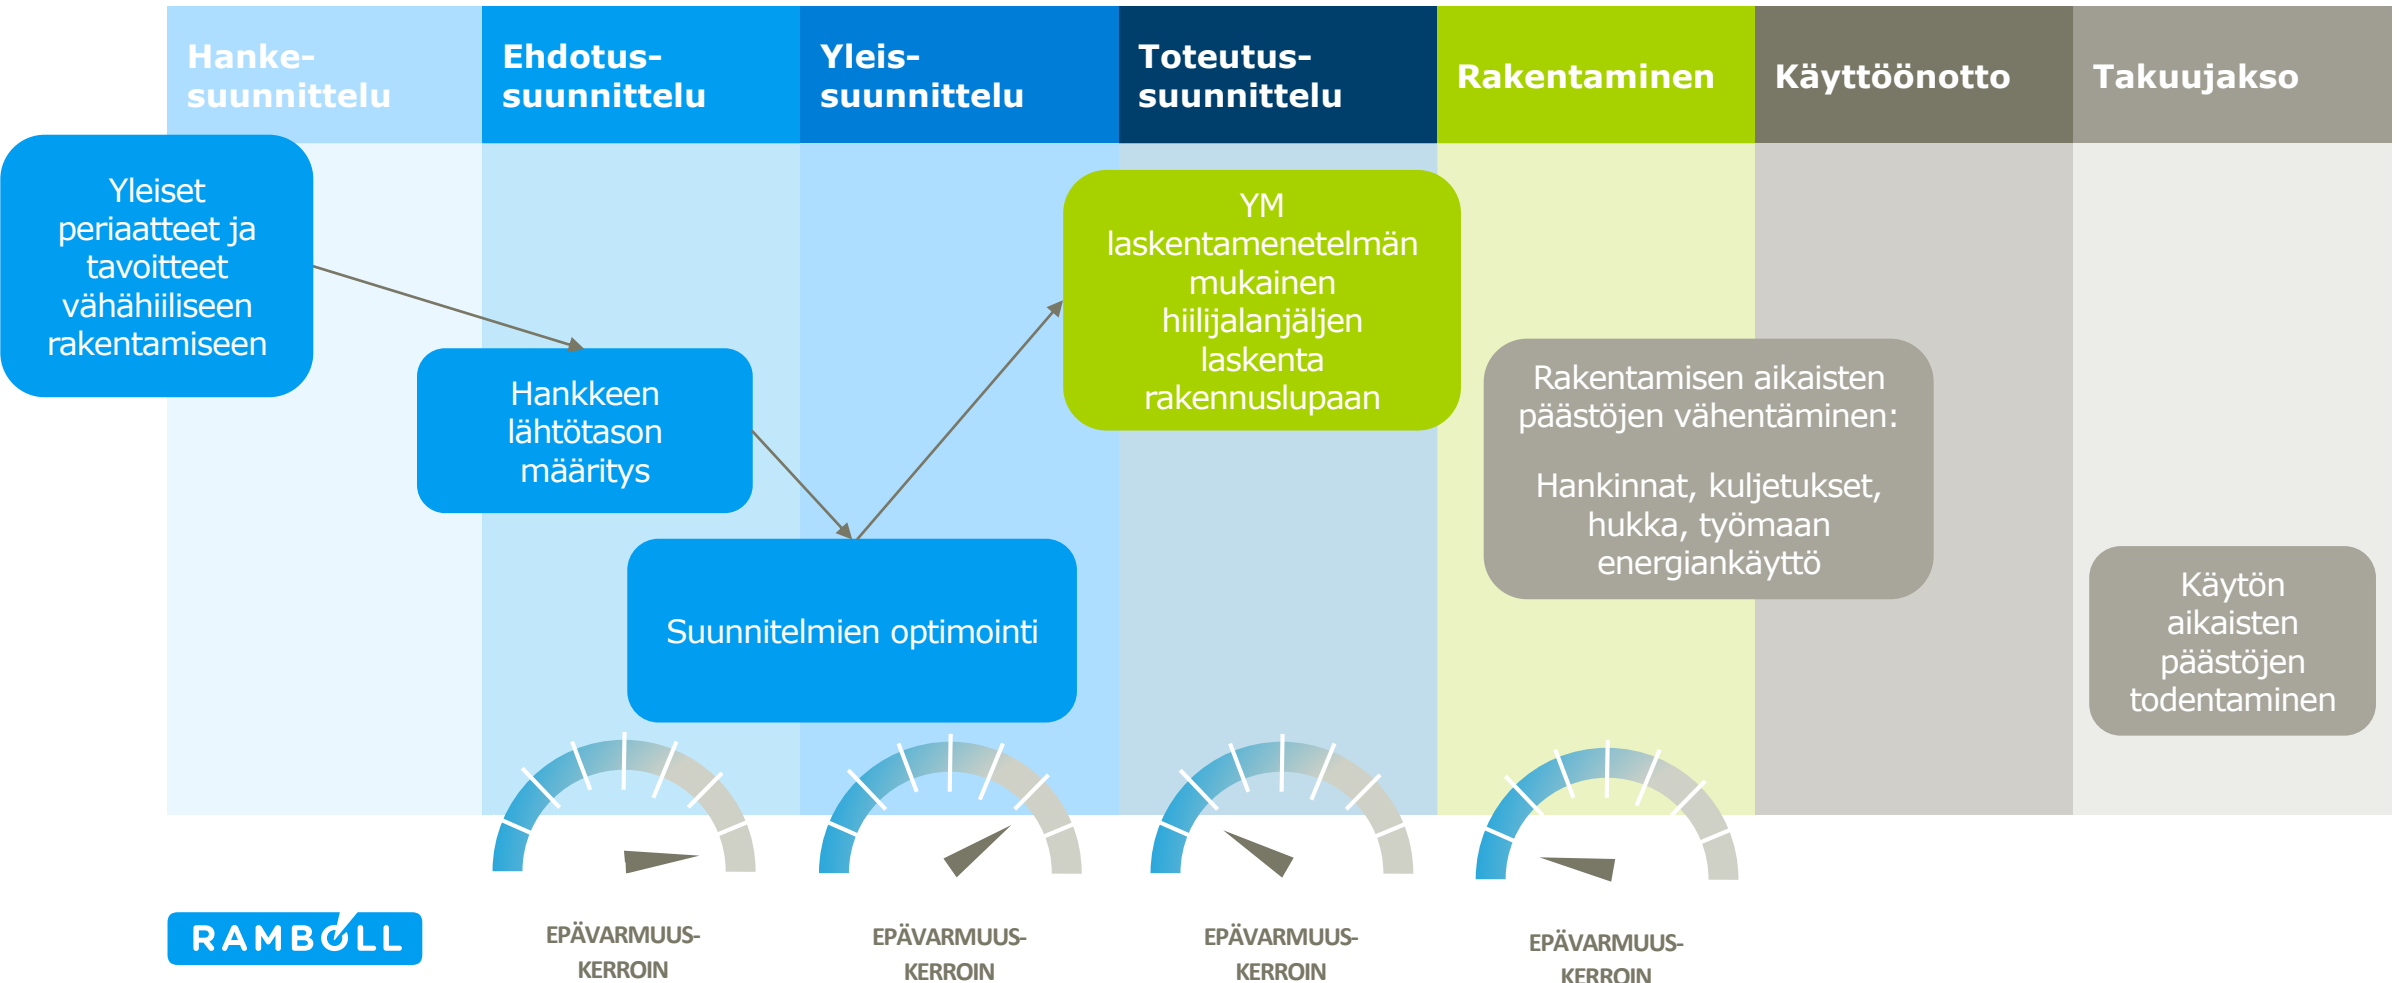 Hanke-
suunnittelu
Ehdotus-
suunnittelu
Yleis-
suunnittelu
Toteutus-
suunnittelu
Rakentaminen
Käyttöönotto
Takuujakso
Yleiset
periaatteet ja
tavoitteet
vähähiiliseen
rakentamiseen
Hankkeen
lähtötason
määritys
Suunnitelmien optimointi
YM
laskentamenetelmän
mukainen
hiilijalanjäljen
laskenta
rakennuslupaan
Rakentamisen aikaisten
päästöjen vähentäminen:
Hankinnat, kuljetukset,
hukka, työmaan
energiankäyttö
Käytön
aikaisten
päästöjen
todentaminen
EPÄVARMUUS-
KERROIN
EPÄVARMUUS-
KERROIN
EPÄVARMUUS-
KERROIN
EPÄVARMUUS-
KERROIN
RAMBOLL